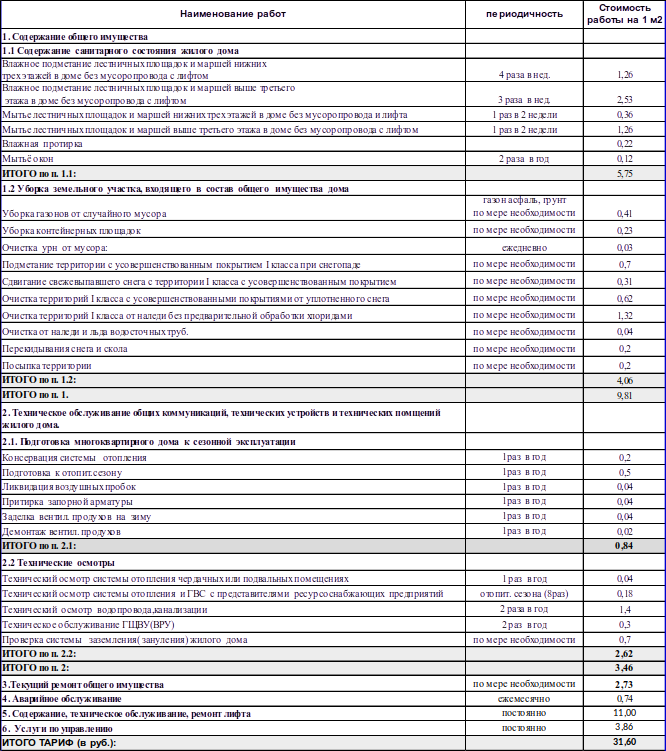 Наименование работ периодичность Стоимость
работы на 1 м2
1. Содержание общего имущества
1.1 Содержание санитарного состояния жилого дома
Влажное подметание лестничных площадок и маршей нижних
трех этажей в доме без мусоропровода с лифтом 4 раза в нед. 1,26
Влажное подметание лестничных площадок и маршей выше третьего
этажа в доме без мусоропровода с лифтом 3 раза в нед. 2,53
Мытье лестничных площадок и маршей нижних трех этажей в доме без мусоропровода и лифта 1 раз в 2 недели 0,36
Мытье лестничных площадок и маршей выше третьего этажа в доме без мусоропровода с лифтом 1 раз в 2 недели 1,26
Влажная протирка 0,22
Мытьё окон 2 раза в год 0,12
ИТОГО по п. 1.1: 5,75
1.2 Уборка земельного участка, входящего в состав общего имущества дома
газон асфаль, грунт
Уборка газонов от случайного мусора по мере необходимости 0,41
Уборка контейнерных площадок по мере необходимости 0,23
Очистка урн от мусора: ежедневно 0,03
Подметание территории с усовершенствованным покрытием I класса при снегопаде по мере необходимости 0,7
Сдвигание свежевыпавшего снега с территории I класса с усовершенствованным покрытием по мере необходимости 0,31
Очистка территорий I класса с усовершенствованными покрытиями от уплотненного снега по мере необходимости 0,62
Очистка территорий I класса от наледи без предварительной обработки хлоридами по мере необходимости 1,32
Очистка от наледи и льда водосточных труб. по мере необходимости 0,04
Перекидывания снега и скола по мере необходимости 0,2
Посыпка территории по мере необходимости 0,2
ИТОГО по п. 1.2: 4,06
ИТОГО по п. 1. 9,81
2. Техническое обслуживание общих коммуникаций, технических устройств и технических помщений
жилого дома.
2.1. Подготовка многоквартирного дома к сезонной эксплуатации
Консервация системы отопления 1раз в год 0,2
Подготовка к отопит.сезону 1раз в год 0,5
Ликвидация воздушных пробок 1раз в год 0,04
Притирка запорной арматуры 1раз в год 0,04
Заделка вентил. продухов на зиму 1раз в год 0,04
Демонтаж вентил. продухов 1раз в год 0,02
ИТОГО по п. 2.1: 0,84
2.2 Технические осмотры
Технический осмотр системы отопления чердачных или подвальных помещениях 1 раз в год 0,04
Технический осмотр системы отопления и ГВС с представителями ресурсоснабжающих предприятий отопит. сезона (8раз) 0,18
Технический осмотр водопровода,канализации 2 раза в год 1,4
Техническое обслуживание ГЩВУ(ВРУ) 2 раз в год 0,3
Проверка системы заземления( зануления) жилого дома по мере необходимости 0,7
ИТОГО по п. 2.2: 2,62
ИТОГО по п. 2: 3,46
3.Текущий ремонт общего имущества по мере необходимости 2,73
4. Аварийное обслуживание ежемесячно 0,74
5. Содержание, техническое обслуживание, ремонт лифта постоянно 11,00
6. Услуги по управлению постоянно 3,86
ИТОГО ТАРИФ (в руб.): 31,60